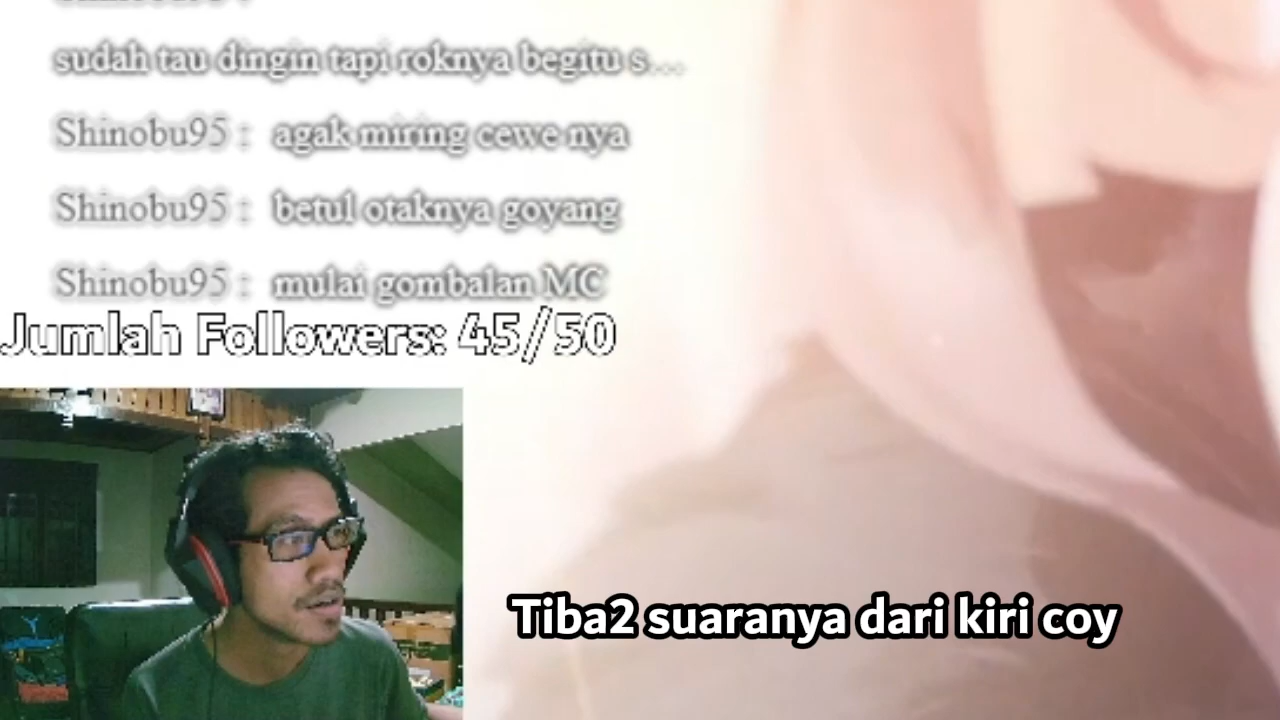 sudah tau dingin tapi roknya begitu s...
Shinobu95 : agak miring cewe nya
Shinobu95 : betul otaknya goyang
Shinobu95 : mulai gombalan MC
Jumlah Followers: 45/50
Tiba2 suaranya dari kiri coy